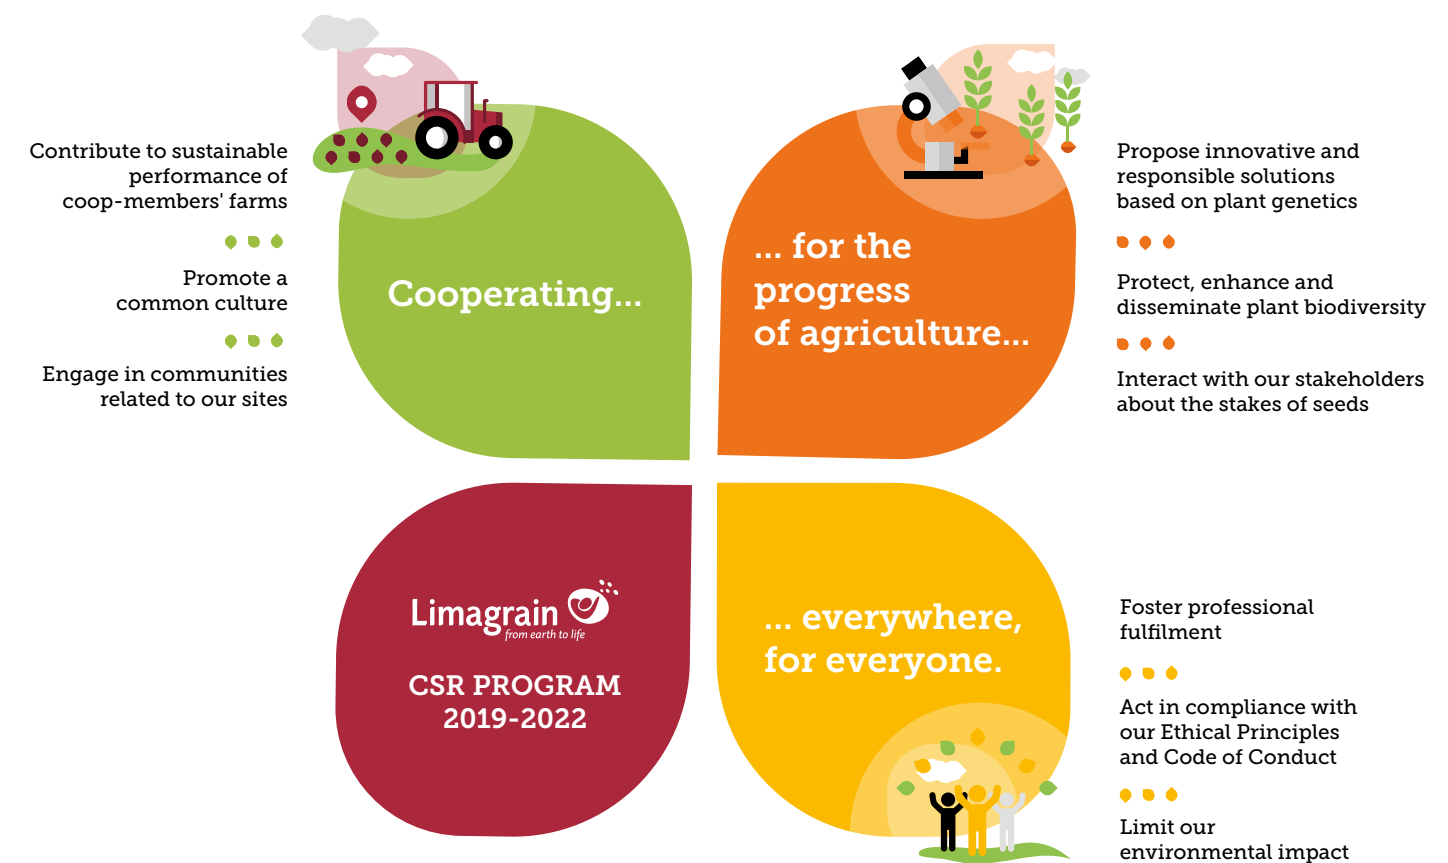 Contribute to sustainable
performance of
coop-members' farms
Promote a
common culture
Engage in communities
related to our sites
Cooperating...
... for the
progress
of agriculture...
Propose innovative and
responsible solutions
based on plant genetics
Protect, enhance and
disseminate plant biodiversity
Interact with our stakeholders
about the stakes of seeds
Limagrain
from earth to life
CSR PROGRAM
2019-2022
... everywhere,
for everyone.
Foster professional
fulfilment
Act in compliance with
our Ethical Principles
and Code of Conduct
Limit our
environmental impact